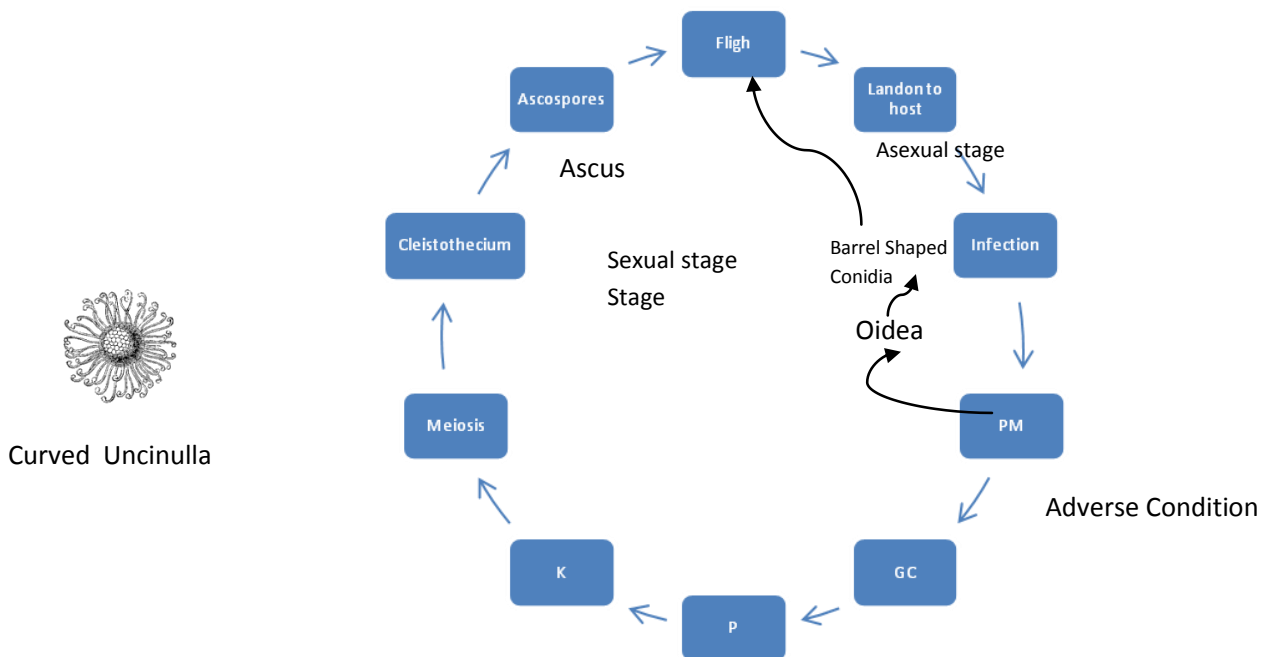 Fligh
Landon to
host
Asexual stage
Ascospores
Ascus
Cleistothecium
Sexual stage
Stage
Barrel Shaped
Conidia
Infection
Oidea
Meiosis
PM
Curved Uncinulla
Adverse Condition
K
GC
P